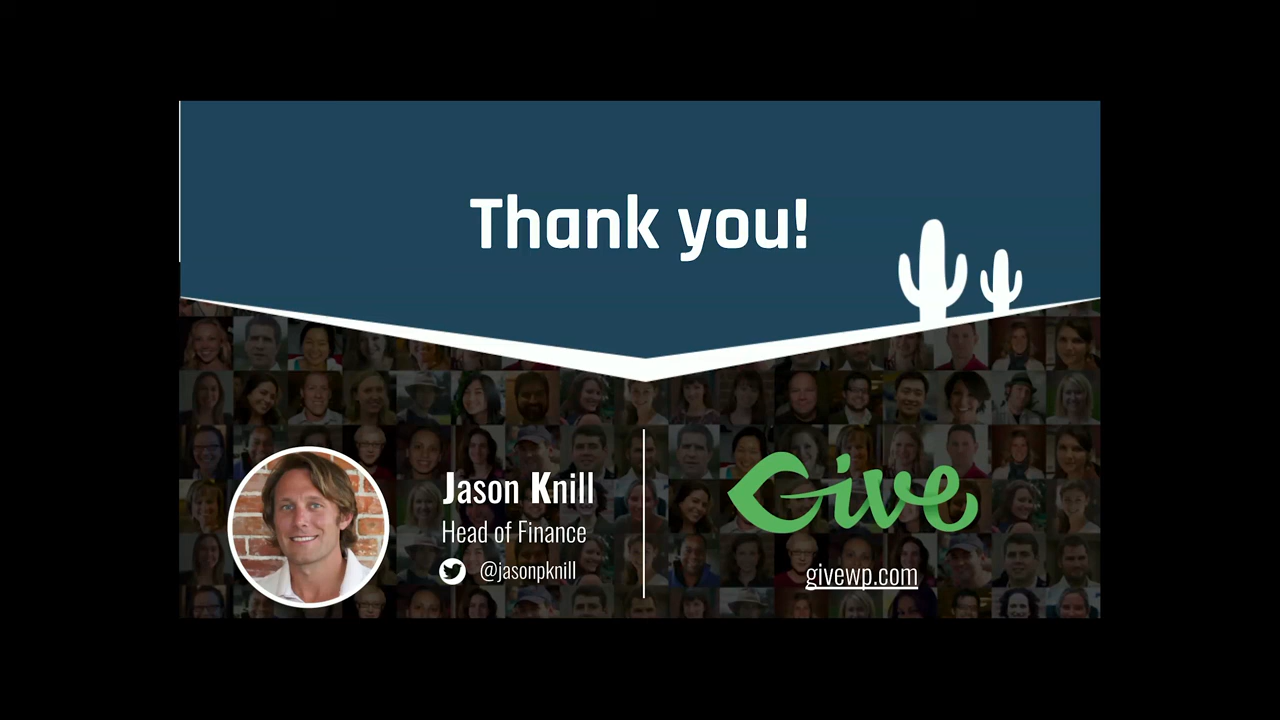 Thank you!
Jason Knill
Head of Finance
@jasonpknill
Give
givewp.com